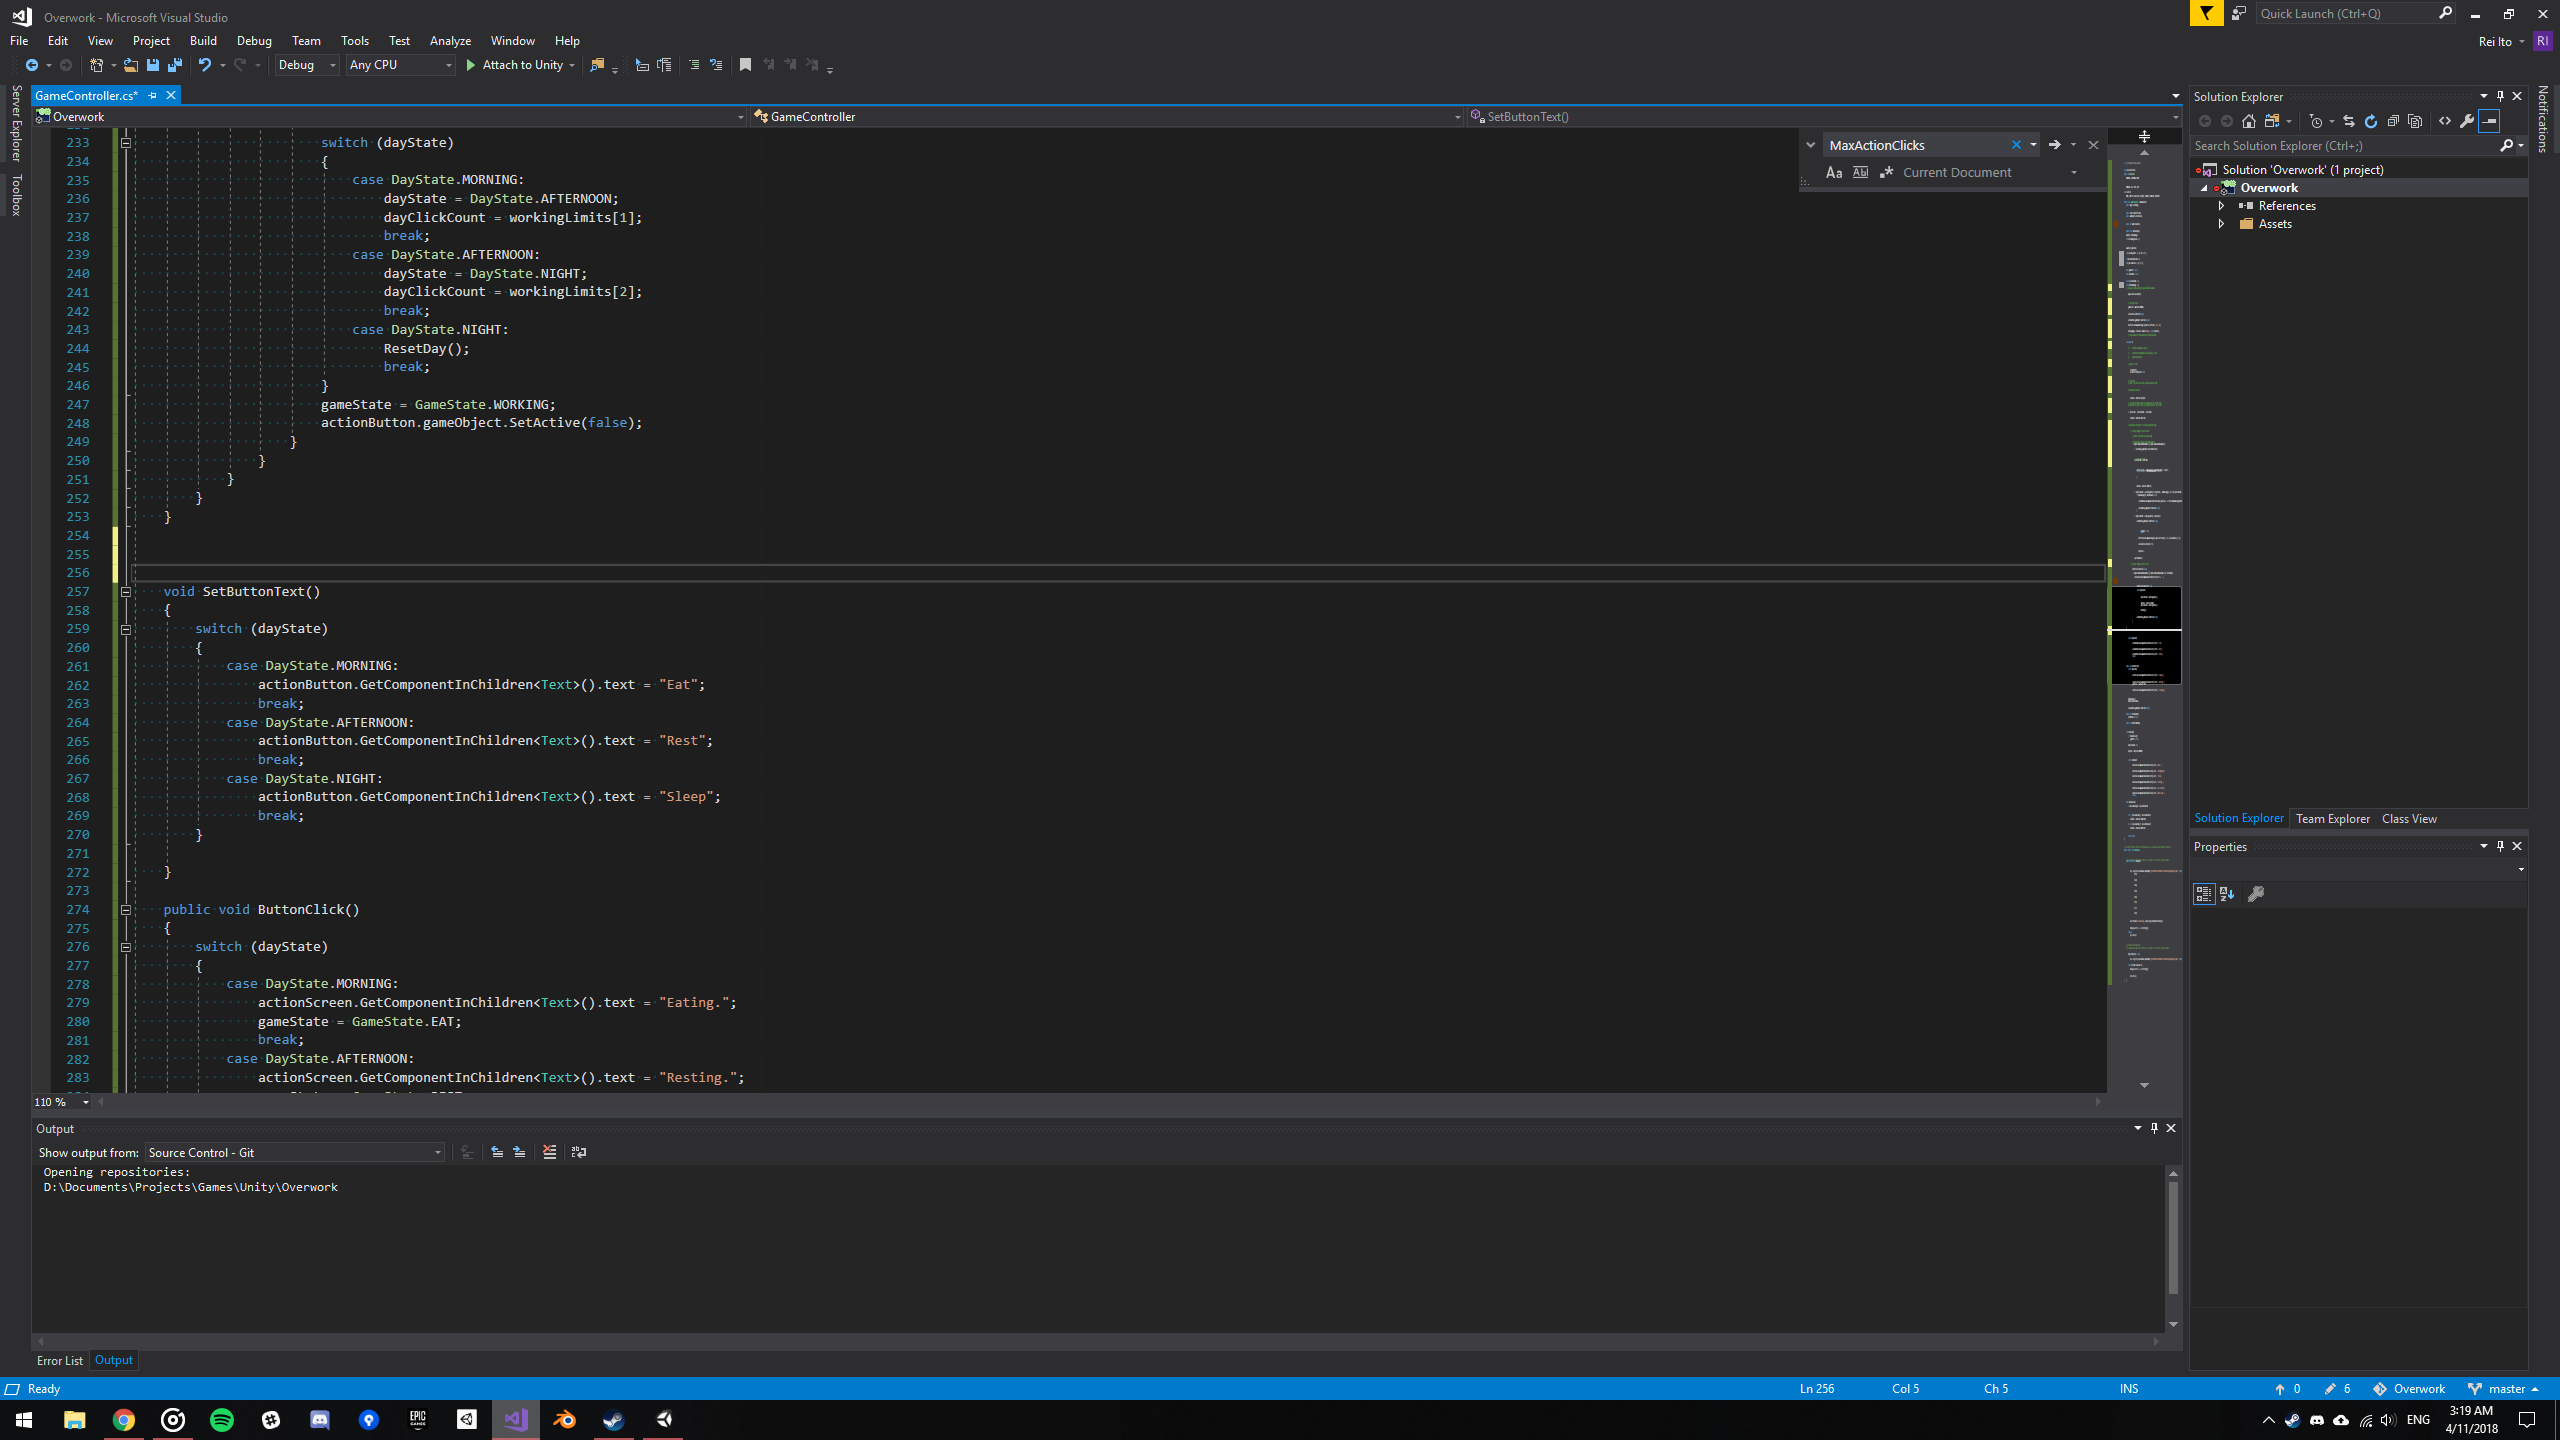 Overwork - Microsoft Visual Studio
Quick Launch (Ctrl+Q)
File Edit View Project Build Debug Team Tools Test Analyze Window Help
Rei Ito RI
Debug Any CPU Attach to Unity
Server Explorer
Toolbox
Notifications
GameController.cs*
Overwork GameController SetButtonText()
MaxActionClicks
Current Document
233 switch (dayState)
234 {
235 case DayState.MORNING:
236 dayState = DayState.AFTERNOON;
237 dayClickCount = workingLimits[1];
238 break;
239 case DayState.AFTERNOON:
240 dayState = DayState.NIGHT;
241 dayClickCount = workingLimits[2];
242 break;
243 case DayState.NIGHT:
244 ResetDay();
245 break;
246 }
247 gameState = GameState.WORKING;
248 actionButton.gameObject.SetActive(false);
249 }
250 }
251 }
252 }
253 }
254
255
256
257 void SetButtonText()
258 {
259 switch (dayState)
260 {
261 case DayState.MORNING:
262 actionButton.GetComponentInChildren<Text>().text = "Eat";
263 break;
264 case DayState.AFTERNOON:
265 actionButton.GetComponentInChildren<Text>().text = "Rest";
266 break;
267 case DayState.NIGHT:
268 actionButton.GetComponentInChildren<Text>().text = "Sleep";
269 break;
270 }
271
272 }
273
274 public void ButtonClick()
275 {
276 switch (dayState)
277 {
278 case DayState.MORNING:
279 actionScreen.GetComponentInChildren<Text>().text = "Eating.";
280 gameState = GameState.EAT;
281 break;
282 case DayState.AFTERNOON:
283 actionScreen.GetComponentInChildren<Text>().text = "Resting.";
110 %
Solution Explorer
Search Solution Explorer (Ctrl+;)
Solution 'Overwork' (1 project)
Overwork
References
Assets
Solution Explorer Team Explorer Class View
Properties
Output
Show output from: Source Control - Git
Opening repositories:
D:\Documents\Projects\Games\Unity\Overwork
Error List Output
Ready Ln 256 Col 5 Ch 5 INS 0 6 Overwork master
EPIC GAMES
ENG
3:19 AM
4/11/2018